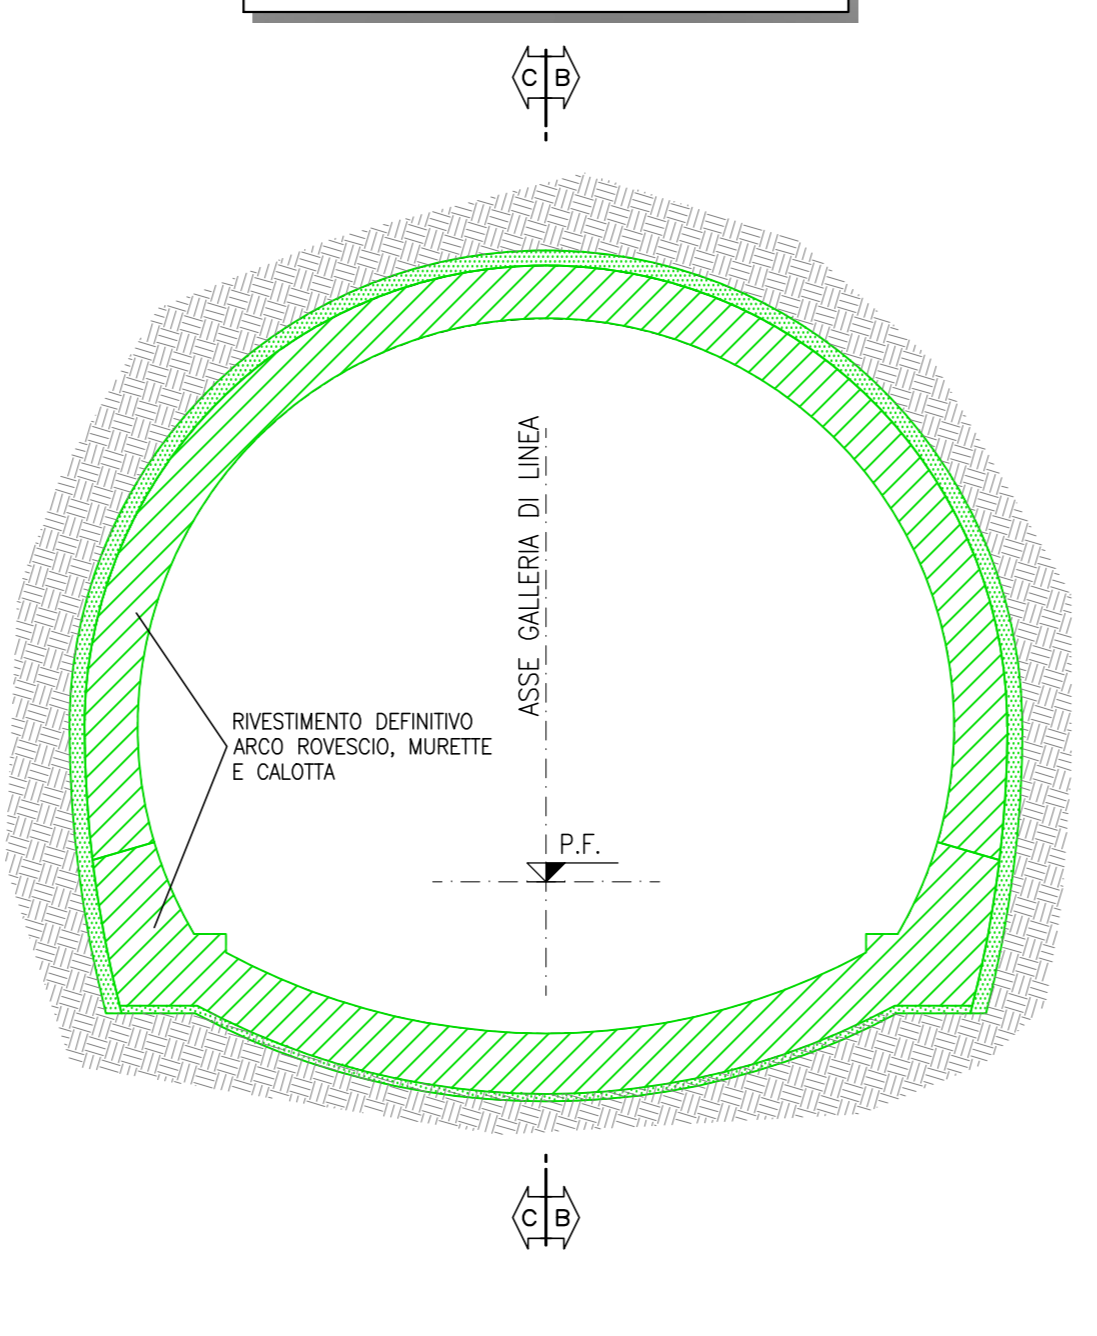 C B
ASSE GALLERIA DI LINEA
RIVESTIMENTO DEFINITIVO
ARCO ROVESCIO, MURETTE
E CALOTTA
P.F.
C B